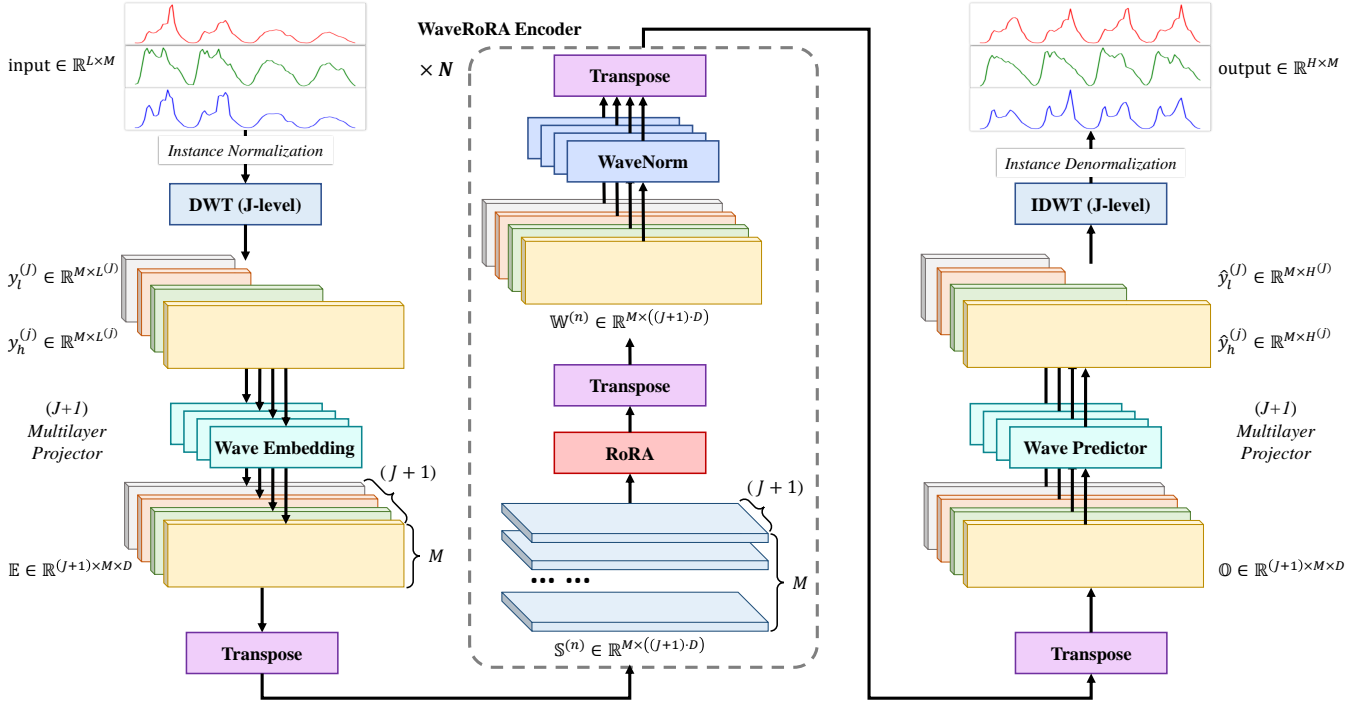 input ∈ ℝ^{L×M}
Instance Normalization
DWT (J-level)
y_l^{(J)} ∈ ℝ^{M×L^{(J)}}
y_h^{(j)} ∈ ℝ^{M×L^{(j)}}
(J+1)
Multilayer
Projector
Wave Embedding
(J + 1)
M
𝔼 ∈ ℝ^{(J+1)×M×D}
Transpose
WaveRoRA Encoder
× N
Transpose
WaveNorm
𝕎^{(n)} ∈ ℝ^{M×((J+1)·D)}
Transpose
RoRA
(J + 1)
... ...
M
𝕊^{(n)} ∈ ℝ^{M×((J+1)·D)}
output ∈ ℝ^{H×M}
Instance Denormalization
IDWT (J-level)
ŷ_l^{(J)} ∈ ℝ^{M×H^{(J)}}
ŷ_h^{(j)} ∈ ℝ^{M×H^{(j)}}
(J+1)
Multilayer
Projector
Wave Predictor
𝕆 ∈ ℝ^{(J+1)×M×D}
Transpose